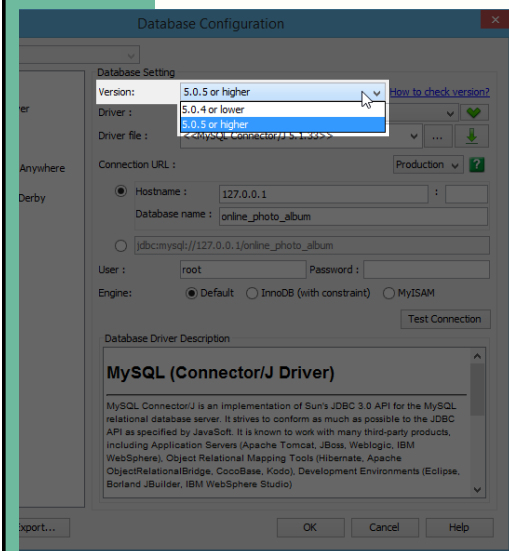 Database Configuration
Database Setting
Version: 5.0.5 or higher How to check version?
5.0.4 or lower
5.0.5 or higher
Driver :
Driver file : <<MySQL Connector/J 5.1.33>> ...
Anywhere
Connection URL : Production ?
Derby
Hostname : 127.0.0.1 :
Database name : online_photo_album
jdbc:mysql://127.0.0.1/online_photo_album
User : root Password :
Engine: Default InnoDB (with constraint) MyISAM
Test Connection
Database Driver Description
MySQL (Connector/J Driver)
MySQL Connector/J is an implementation of Sun's JDBC 3.0 API for the MySQL
relational database server. It strives to conform as much as possible to the JDBC
API as specified by JavaSoft. It is known to work with many third-party products,
including Application Servers (Apache Tomcat, JBoss, Weblogic, IBM
WebSphere), Object Relational Mapping Tools (Hibernate, Apache
ObjectRelationalBridge, CocoBase, Kodo), Development Environments (Eclipse,
Borland JBuilder, IBM WebSphere Studio)
Export... OK Cancel Help